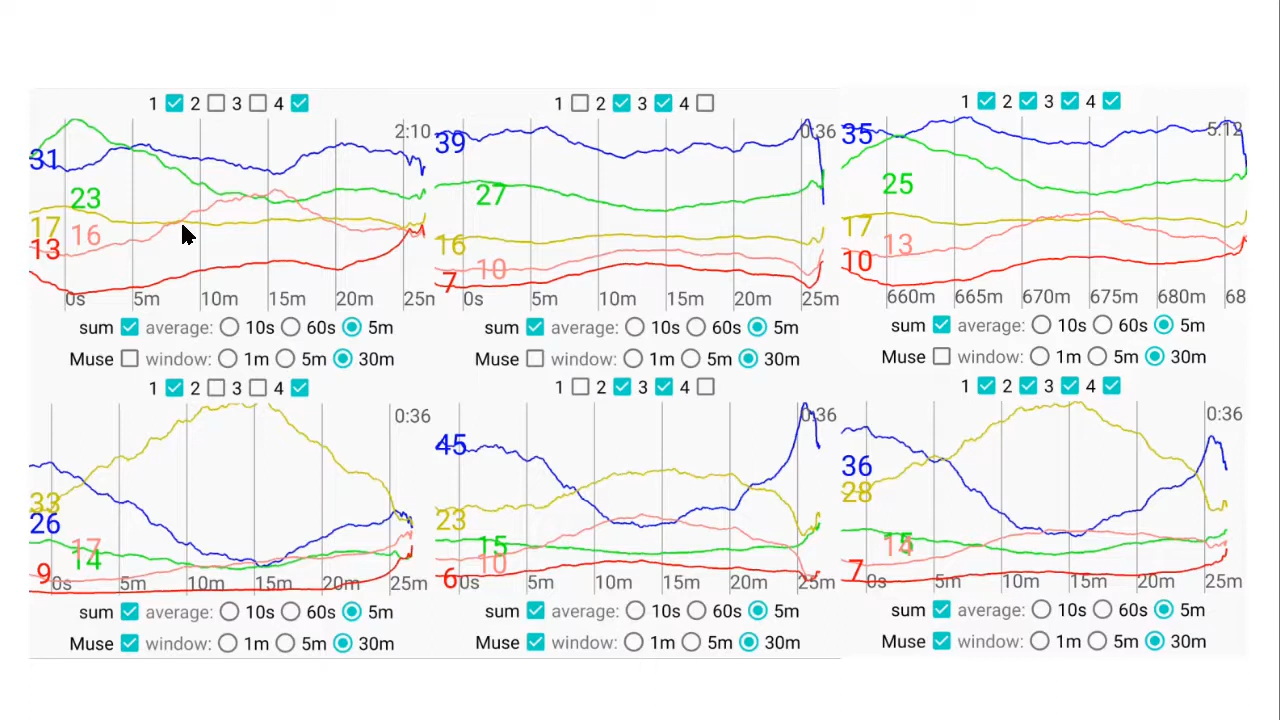 1 2 3 4
2:10
31
23
17
16
13
0s 5m 10m 15m 20m 25n
sum average: 10s 60s 5m
Muse window: 1m 5m 30m
1 2 3 4
0:36
39
27
16
10
7
0s 5m 10m 15m 20m 25m
sum average: 10s 60s 5m
Muse window: 1m 5m 30m
1 2 3 4
5:12
35
25
17
13
10
660m 665m 670m 675m 680m 68
sum average: 10s 60s 5m
Muse window: 1m 5m 30m
1 2 3 4
0:36
33
26
17
14
9
0s 5m 10m 15m 20m 25m
sum average: 10s 60s 5m
Muse window: 1m 5m 30m
1 2 3 4
0:36
45
23
15
10
6
0s 5m 10m 15m 20m 25m
sum average: 10s 60s 5m
Muse window: 1m 5m 30m
1 2 3 4
0:36
36
28
15
7
0s 5m 10m 15m 20m 25m
sum average: 10s 60s 5m
Muse window: 1m 5m 30m